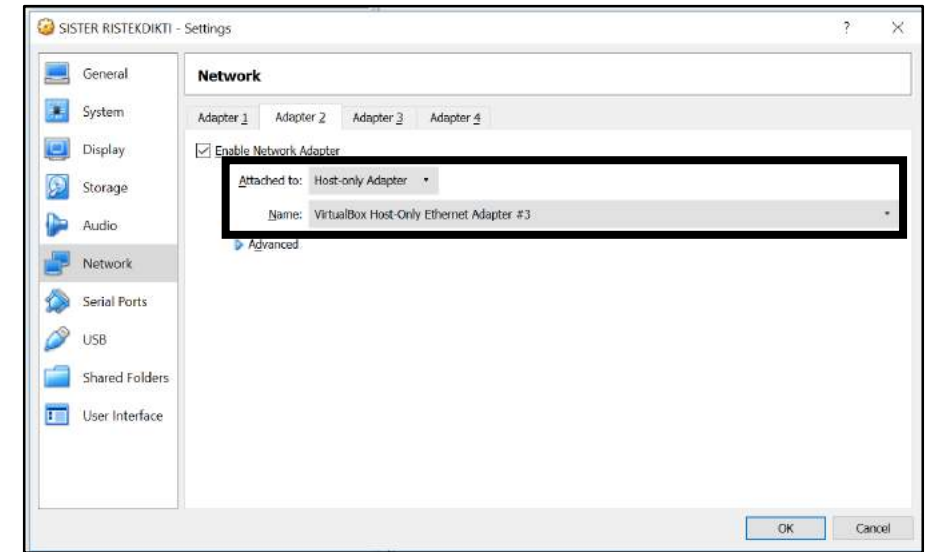 SISTER RISTEKDIKTI - Settings
?
General
System
Display
Storage
Audio
Network
Serial Ports
USB
Shared Folders
User Interface
Network
Adapter 1 Adapter 2 Adapter 3 Adapter 4
Enable Network Adapter
Attached to: Host-only Adapter
Name: VirtualBox Host-Only Ethernet Adapter #3
Advanced
OK Cancel